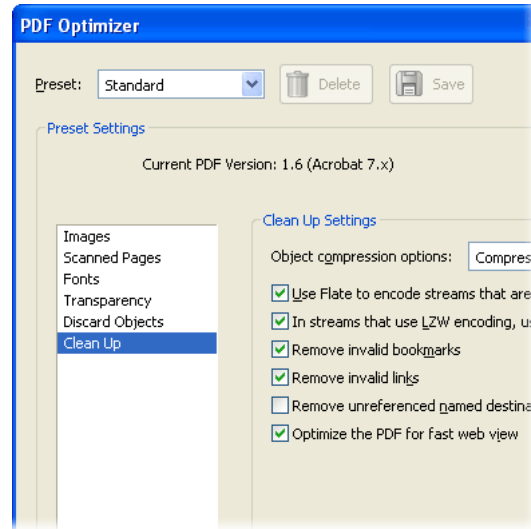 PDF Optimizer
Preset: Standard Delete Save
Preset Settings
Current PDF Version: 1.6 (Acrobat 7.x)
Images
Scanned Pages
Fonts
Transparency
Discard Objects
Clean Up
Clean Up Settings
Object compression options: Compres
Use Flate to encode streams that are
In streams that use LZW encoding, us
Remove invalid bookmarks
Remove invalid links
Remove unreferenced named destina
Optimize the PDF for fast web view